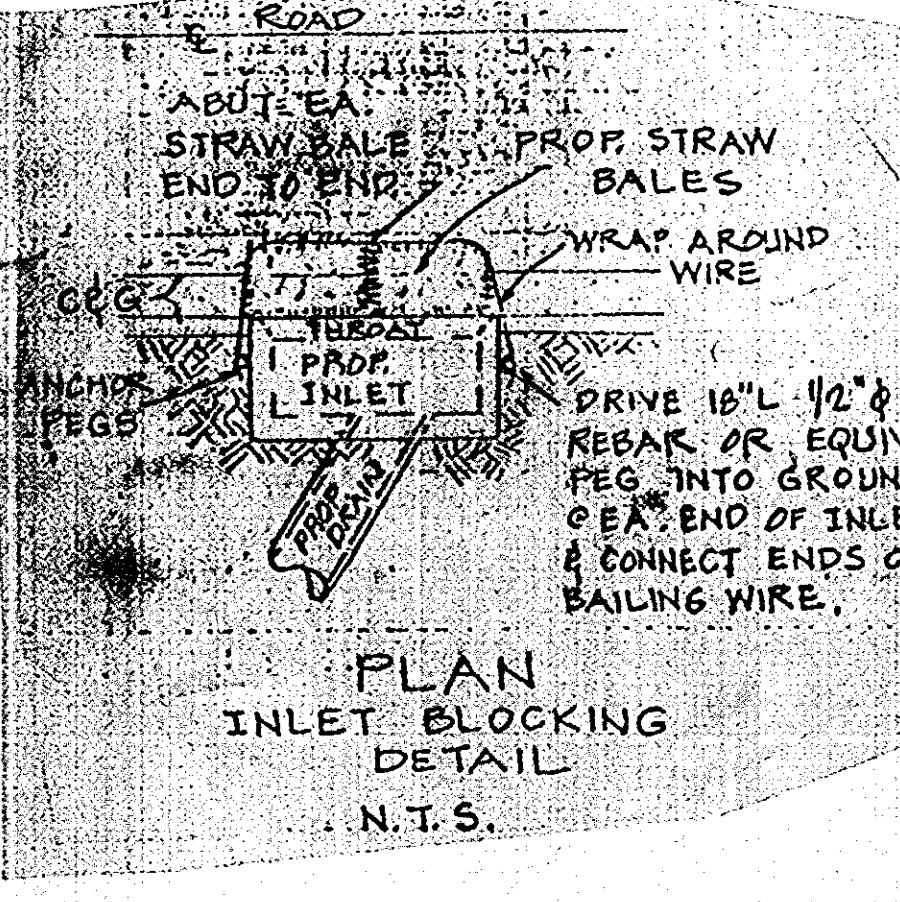 ℄ ROAD
ABUT EA.
STRAW BALE
END TO END
PROP. STRAW
BALES
WRAP AROUND
WIRE
C&G
THROAT
PROP.
INLET
ANCHOR
PEGS
DRIVE 18"L 1/2"φ
REBAR OR EQUIV
PEG INTO GROUN
@ EA. END OF INLE
& CONNECT ENDS O
BAILING WIRE.
PROP
DRAIN
PLAN
INLET BLOCKING
DETAIL
N.T.S.